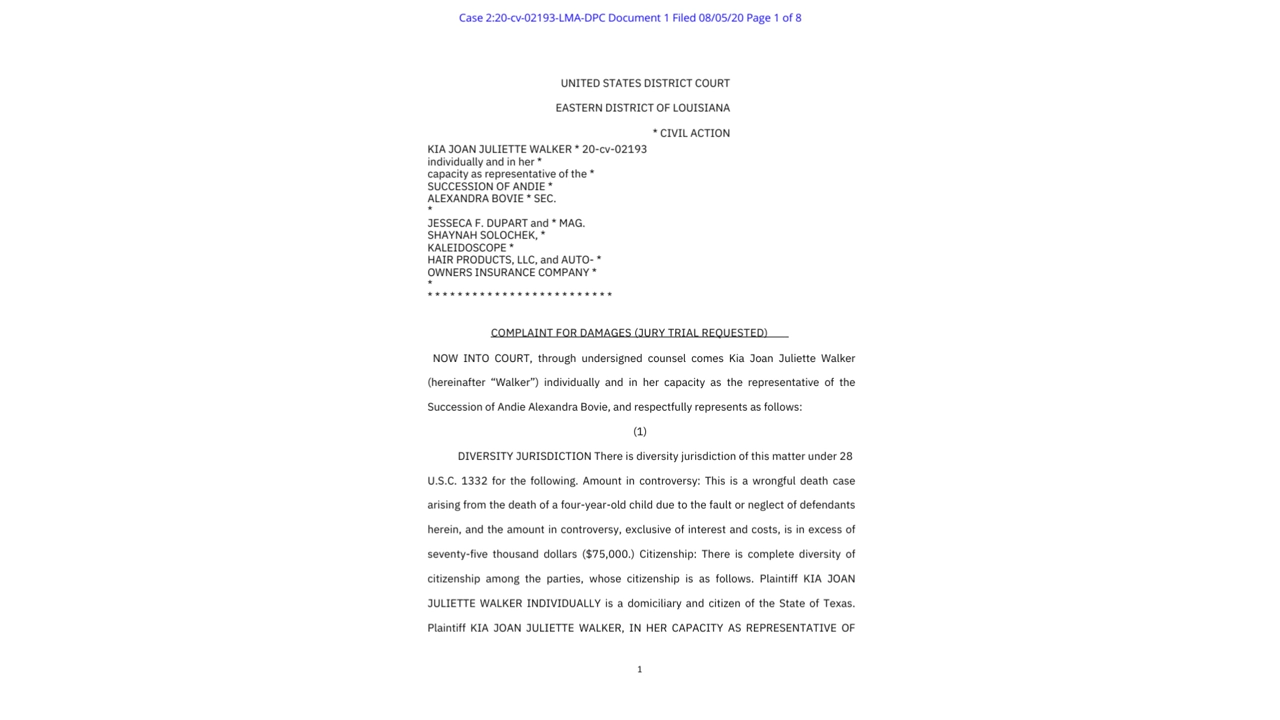 Case 2:20-cv-02193-LMA-DPC Document 1 Filed 08/05/20 Page 1 of 8
UNITED STATES DISTRICT COURT
EASTERN DISTRICT OF LOUISIANA
* CIVIL ACTION
KIA JOAN JULIETTE WALKER * 20-cv-02193
individually and in her *
capacity as representative of the *
SUCCESSION OF ANDIE *
ALEXANDRA BOVIE * SEC.
*
JESSECA F. DUPART and * MAG.
SHAYNAH SOLOCHEK, *
KALEIDOSCOPE *
HAIR PRODUCTS, LLC, and AUTO- *
OWNERS INSURANCE COMPANY *
*
* * * * * * * * * * * * * * * * * * * * * * * * *
COMPLAINT FOR DAMAGES (JURY TRIAL REQUESTED)
NOW INTO COURT, through undersigned counsel comes Kia Joan Juliette Walker
(hereinafter “Walker”) individually and in her capacity as the representative of the
Succession of Andie Alexandra Bovie, and respectfully represents as follows:
(1)
DIVERSITY JURISDICTION There is diversity jurisdiction of this matter under 28
U.S.C. 1332 for the following. Amount in controversy: This is a wrongful death case
arising from the death of a four-year-old child due to the fault or neglect of defendants
herein, and the amount in controversy, exclusive of interest and costs, is in excess of
seventy-five thousand dollars ($75,000.) Citizenship: There is complete diversity of
citizenship among the parties, whose citizenship is as follows. Plaintiff KIA JOAN
JULIETTE WALKER INDIVIDUALLY is a domiciliary and citizen of the State of Texas.
Plaintiff KIA JOAN JULIETTE WALKER, IN HER CAPACITY AS REPRESENTATIVE OF
1